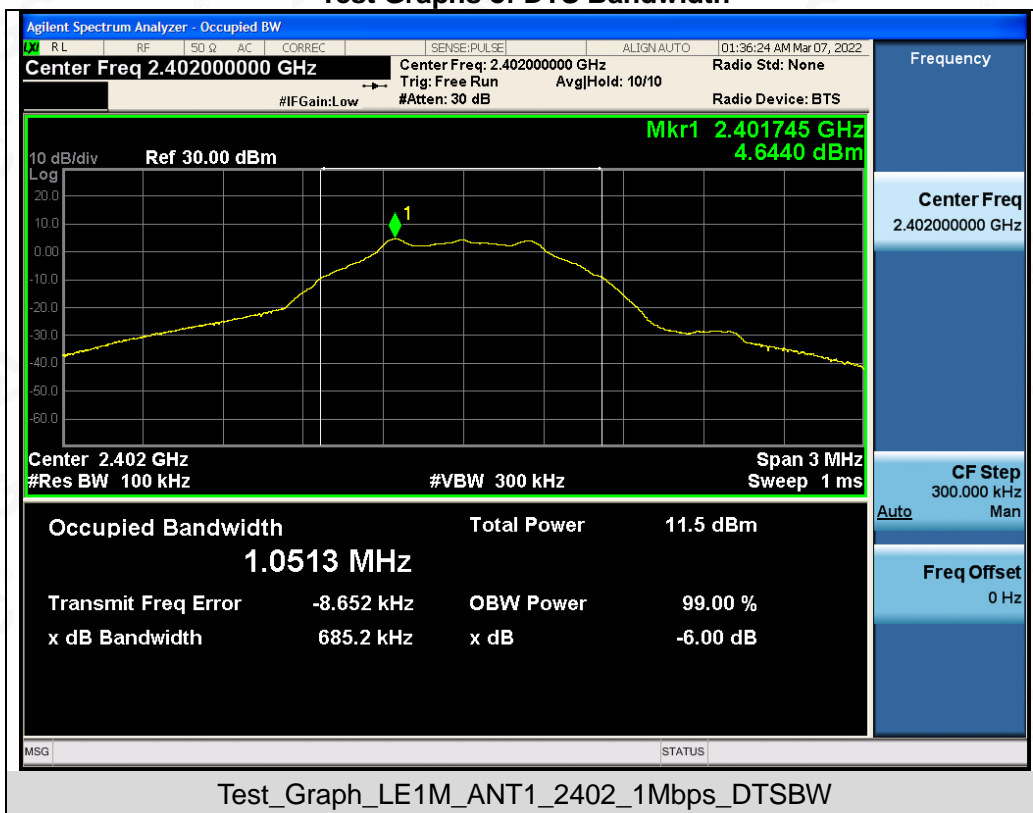 Test Graphs of DTS Bandwidth
Agilent Spectrum Analyzer - Occupied BW
LXI RL RF 50 Ω AC CORREC SENSE:PULSE ALIGN AUTO 01:36:24 AM Mar 07, 2022
Center Freq 2.402000000 GHz
Center Freq: 2.402000000 GHz Radio Std: None
Trig: Free Run Avg|Hold: 10/10
#IFGain:Low #Atten: 30 dB Radio Device: BTS
Mkr1 2.401745 GHz
4.6440 dBm
10 dB/div Ref 30.00 dBm
Log
20.0
10.0
0.00
-10.0
-20.0
-30.0
-40.0
-50.0
-60.0
1
Center 2.402 GHz Span 3 MHz
#Res BW 100 kHz #VBW 300 kHz Sweep 1 ms
Occupied Bandwidth Total Power 11.5 dBm
1.0513 MHz
Transmit Freq Error -8.652 kHz OBW Power 99.00 %
x dB Bandwidth 685.2 kHz x dB -6.00 dB
Frequency
Center Freq
2.402000000 GHz
CF Step
300.000 kHz
Auto Man
Freq Offset
0 Hz
MSG STATUS
Test_Graph_LE1M_ANT1_2402_1Mbps_DTSBW